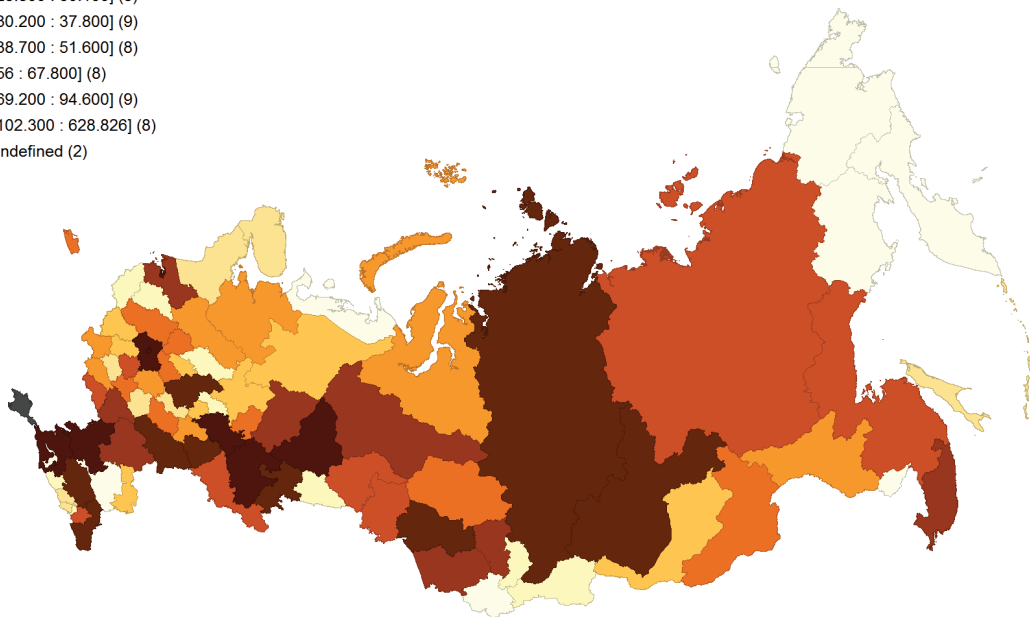 30.200 : 37.800] (9)
38.700 : 51.600] (8)
56 : 67.800] (8)
69.200 : 94.600] (9)
102.300 : 628.826] (8)
ndefined (2)